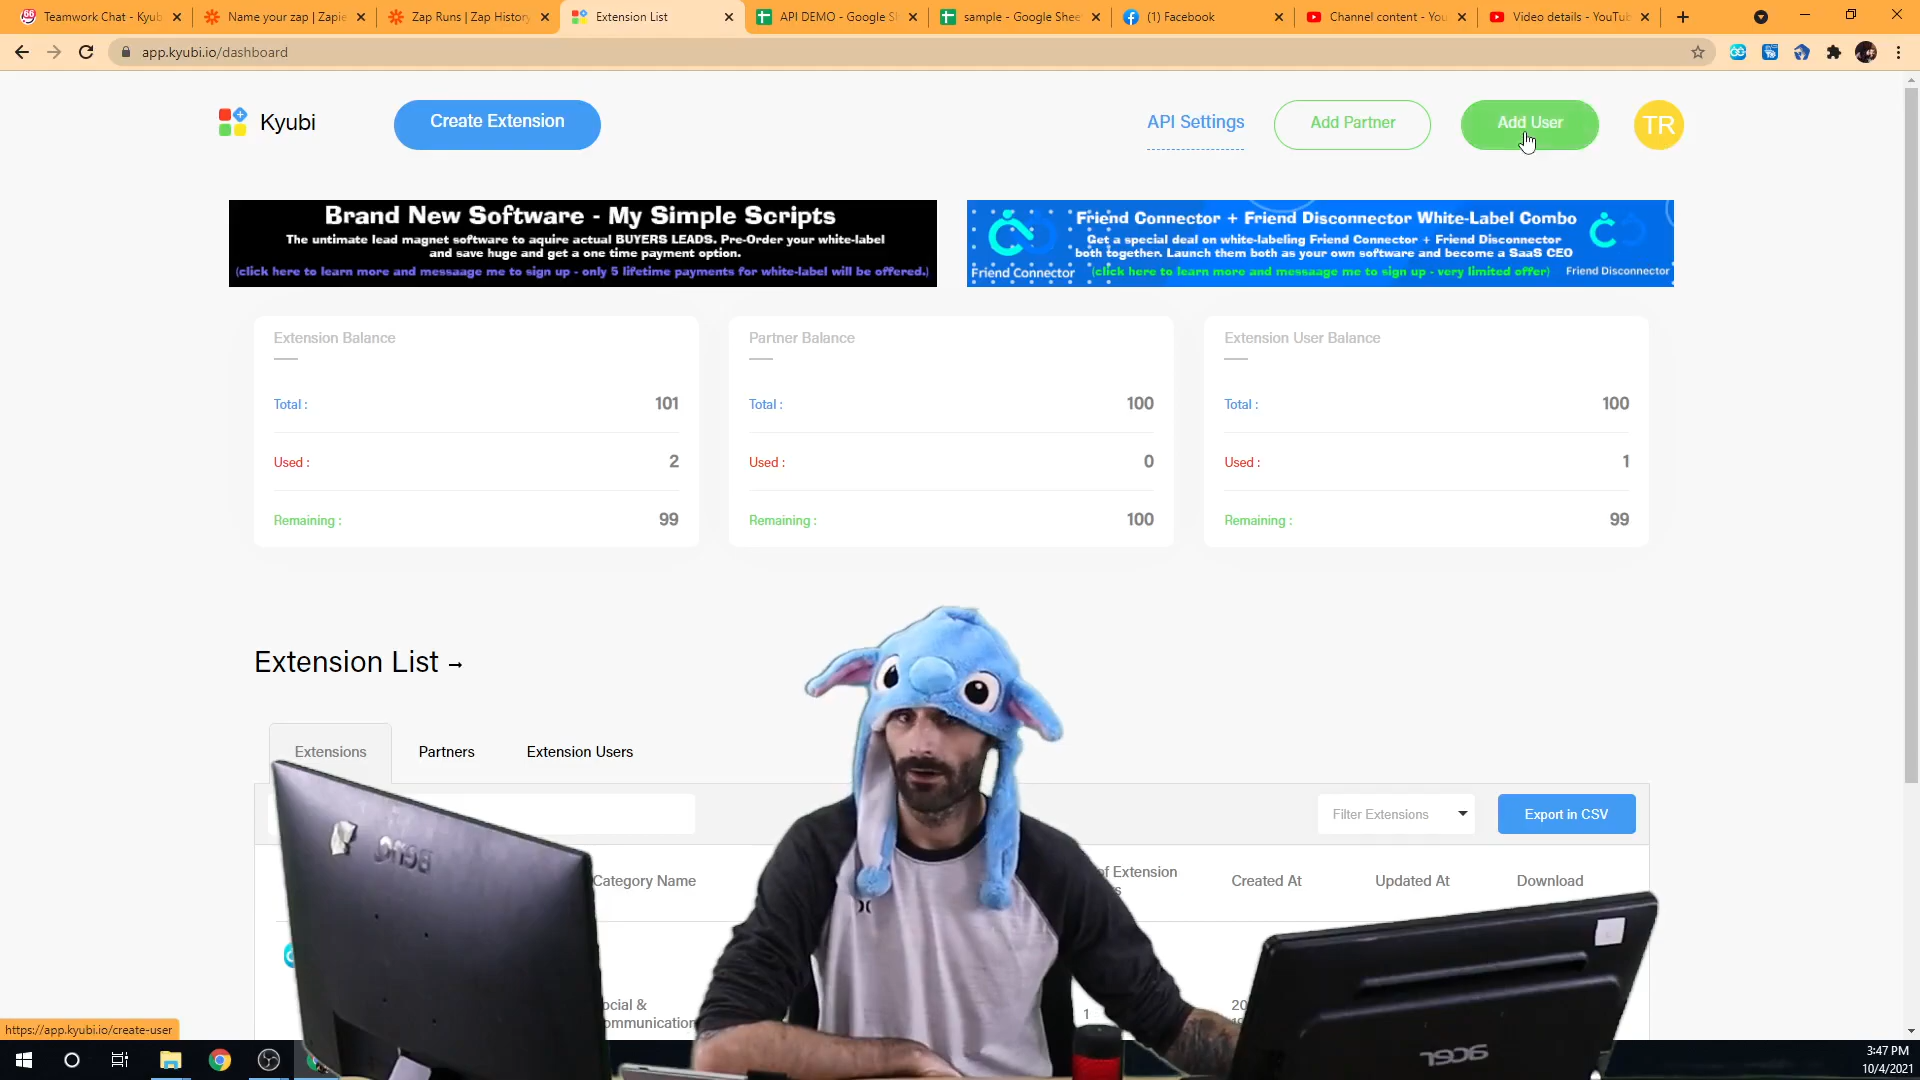 Teamwork Chat - Kyub
Name your zap | Zapie
Zap Runs | Zap History
Extension List
API DEMO - Google Sh
sample - Google Shee
(1) Facebook
Channel content - You
Video details - YouTub
app.kyubi.io/dashboard
Kyubi
Create Extension
API Settings
Add Partner
Add User
TR
Brand New Software - My Simple Scripts
The untimate lead magnet software to aquire actual BUYERS LEADS. Pre-Order your white-label
and save huge and get a one time payment option.
(click here to learn more and messaage me to sign up - only 5 lifetime payments for white-label will be offered.)
Friend Connector + Friend Disconnector White-Label Combo
Get a special deal on white-labeling Friend Connector + Friend Disconnector
both together. Launch them both as your own software and become a SaaS CEO
Friend Connector
(click here to learn more and messaage me to sign up - very limited offer)
Friend Disconnector
Extension Balance
Total : 101
Used : 2
Remaining : 99
Partner Balance
Total : 100
Used : 0
Remaining : 100
Extension User Balance
Total : 100
Used : 1
Remaining : 99
Extension List →
Extensions
Partners
Extension Users
Filter Extensions
Export in CSV
Category Name
of Extension
Created At
Updated At
Download
ocial &
ommunication
1
20
https://app.kyubi.io/create-user
BenQ
acer
3:47 PM
10/4/2021